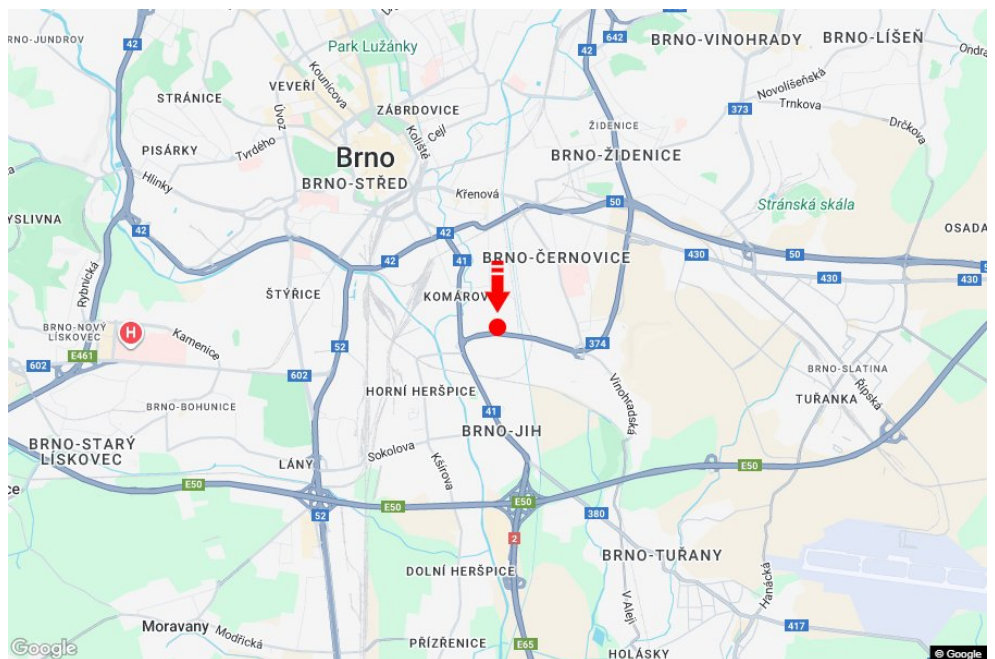 RNO-JUNDROV
42
Park Lužánky
642
42
BRNO-VINOHRADY
BRNO-LÍŠEŇ
Ondra
Kounicova
VEVEŘÍ
STRÁNICE
Úvoz
ZÁBRDOVICE
Cejl
Novolíšeňská
Trnkova
373
Drčkova
ŽIDENICE
Koliště
PISÁRKY
Tvrdého
Brno
BRNO-STŘED
BRNO-ŽIDENICE
Hlinky
Křenová
50
Stránská skála
YSLIVNA
42
42
OSADA
42
41
BRNO-ČERNOVICE
430
50
50
430
430
Rybnická
ŠTÝŘICE
KOMÁROV
BRNO-NOVÝ
LÍSKOVEC
H
Kamenice
E461
602
52
374
602
HORNÍ HERŠPICE
Vinohradská
BRNO-SLATINA
Řípská
TUŘANKA
BRNO-BOHUNICE
41
BRNO-JIH
BRNO-STARÝ
LÍSKOVEC
Sokolova
LÁNY
Kšírova
E50
E50
ce
E50
E50
52
380
2
BRNO-TUŘANY
Hanácká
DOLNÍ HERŠPICE
V Aleji
Moravany
Modřická
PŘÍZŘENICE
E65
HOLÁSKY
417
Google
© Google